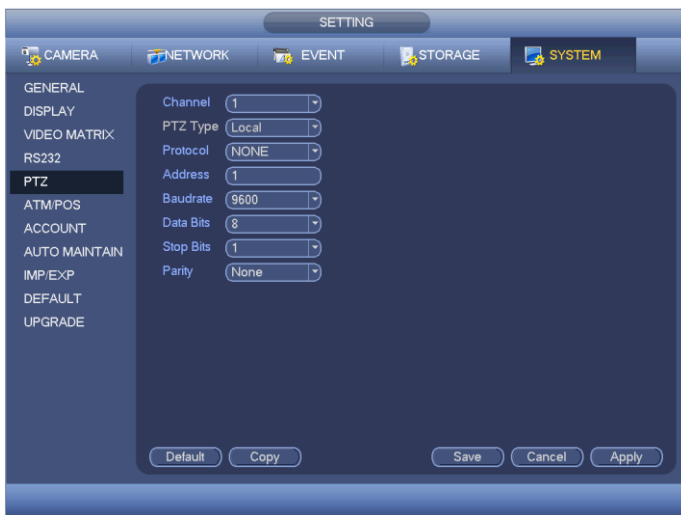 SETTING
CAMERA NETWORK EVENT STORAGE SYSTEM
GENERAL
DISPLAY
VIDEO MATRIX
RS232
PTZ
ATM/POS
ACCOUNT
AUTO MAINTAIN
IMP/EXP
DEFAULT
UPGRADE
Channel 1
PTZ Type Local
Protocol NONE
Address 1
Baudrate 9600
Data Bits 8
Stop Bits 1
Parity None
Default Copy Save Cancel Apply